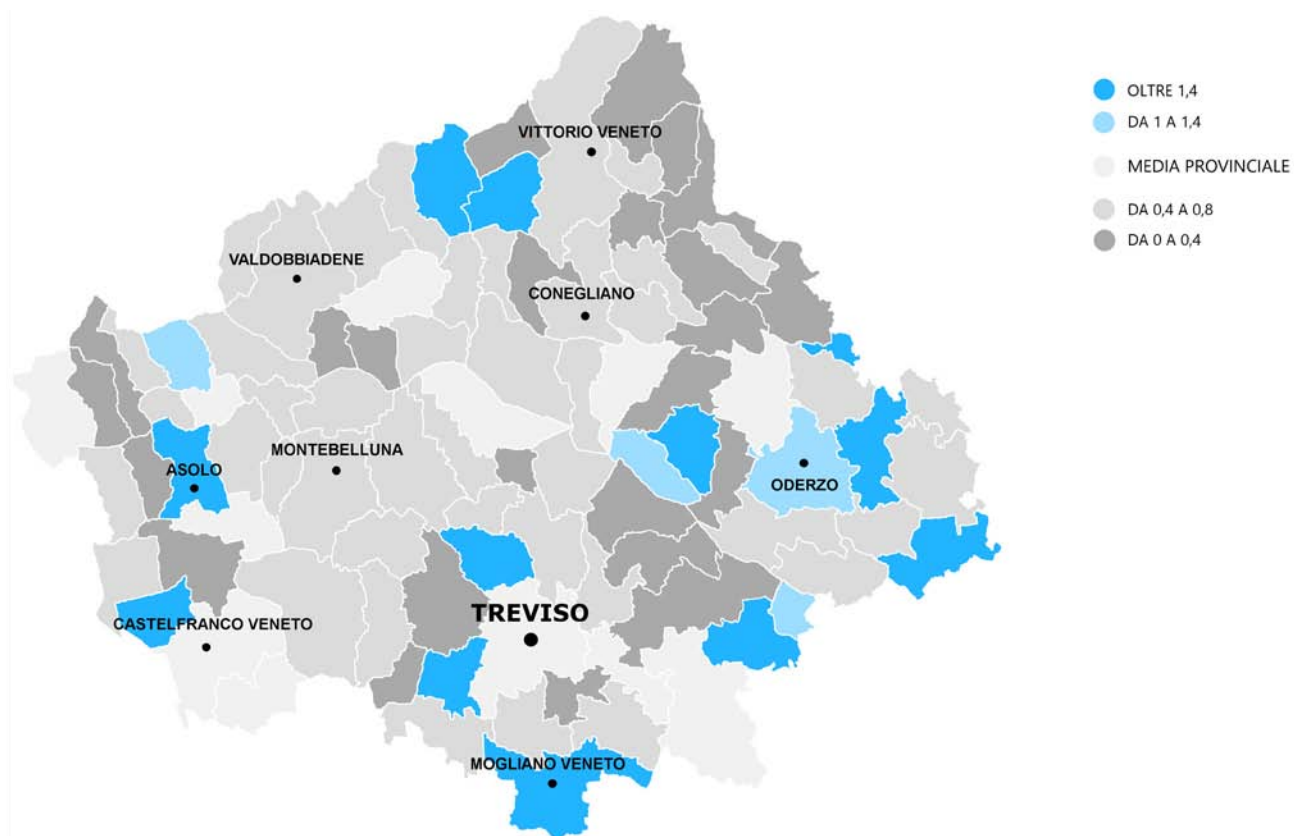 OLTRE 1,4
DA 1 A 1,4
VITTORIO VENETO
MEDIA PROVINCIALE
DA 0,4 A 0,8
DA 0 A 0,4
VALDOBBIADENE
CONEGLIANO
MONTEBELLUNA
ASOLO
ODERZO
TREVISO
CASTELFRANCO VENETO
MOGLIANO VENETO